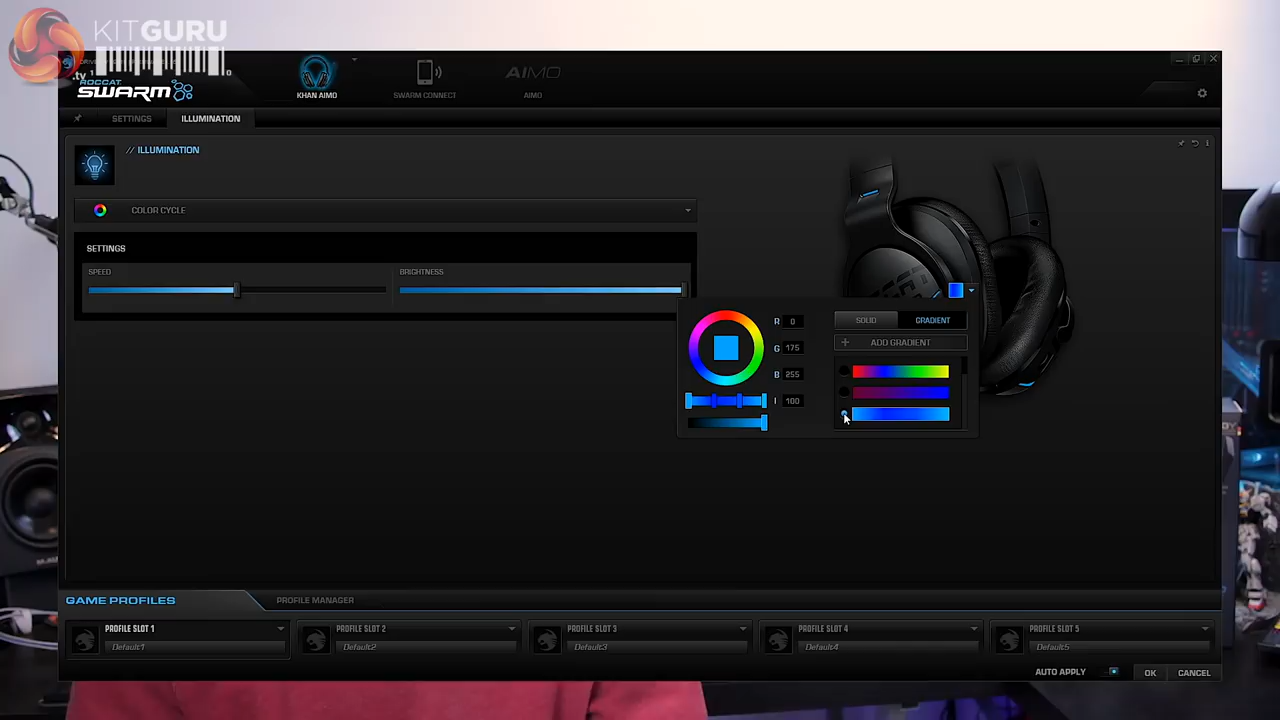 KITGURU
.tv
ROCCAT
SWARM
KHAN AIMO
SWARM CONNECT
AIMO
AIMO
SETTINGS
ILLUMINATION
// ILLUMINATION
COLOR CYCLE
SETTINGS
SPEED
BRIGHTNESS
R 0
G 175
B 255
I 100
SOLID
GRADIENT
+ ADD GRADIENT
GAME PROFILES
PROFILE MANAGER
PROFILE SLOT 1
Default1
PROFILE SLOT 2
Default2
PROFILE SLOT 3
Default3
PROFILE SLOT 4
Default4
PROFILE SLOT 5
Default5
AUTO APPLY
OK
CANCEL